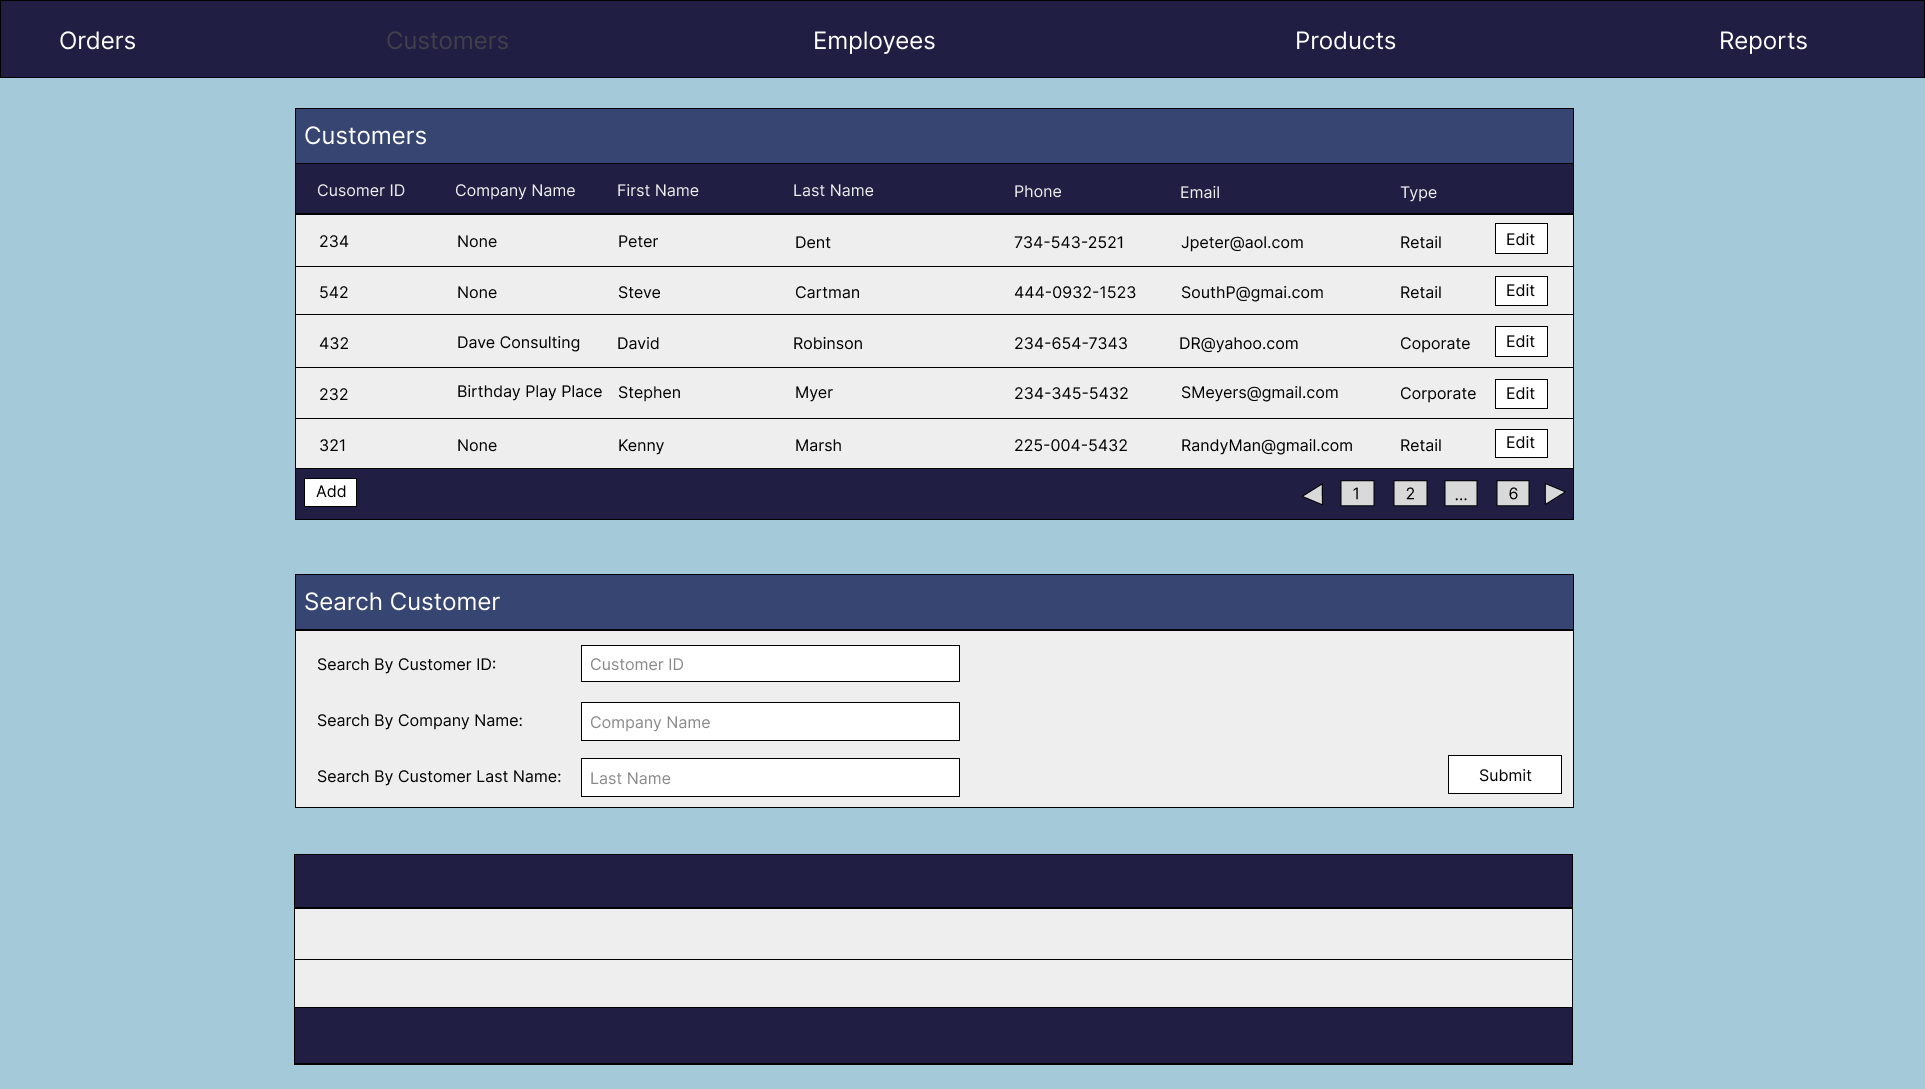 Orders Customers Employees Products Reports
Customers
Cusomer ID Company Name First Name Last Name Phone Email Type
234 None Peter Dent 734-543-2521 Jpeter@aol.com Retail Edit
542 None Steve Cartman 444-0932-1523 SouthP@gmai.com Retail Edit
432 Dave Consulting David Robinson 234-654-7343 DR@yahoo.com Coporate Edit
232 Birthday Play Place Stephen Myer 234-345-5432 SMeyers@gmail.com Corporate Edit
321 None Kenny Marsh 225-004-5432 RandyMan@gmail.com Retail Edit
Add 1 2 ... 6
Search Customer
Search By Customer ID: Customer ID
Search By Company Name: Company Name
Search By Customer Last Name: Last Name Submit